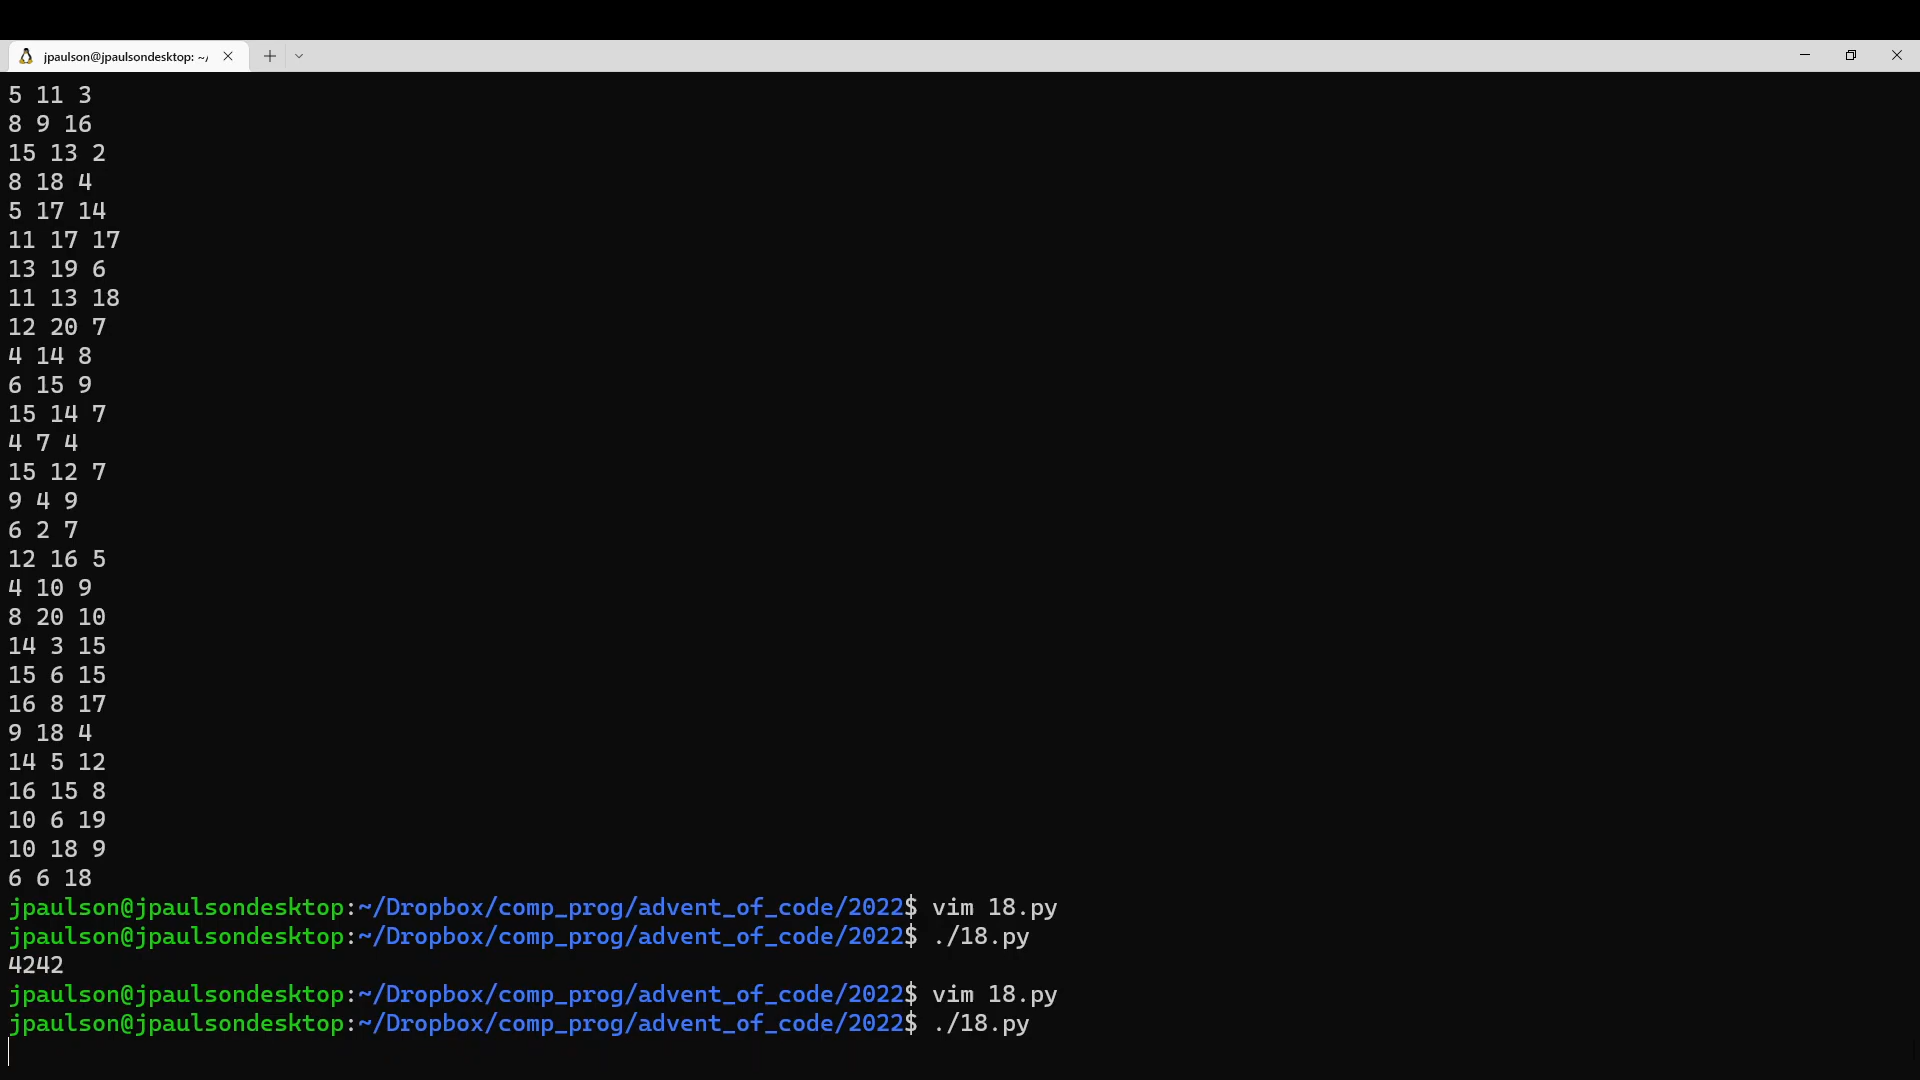 jpaulson@jpaulsondesktop: ~/
5 11 3
8 9 16
15 13 2
8 18 4
5 17 14
11 17 17
13 19 6
11 13 18
12 20 7
4 14 8
6 15 9
15 14 7
4 7 4
15 12 7
9 4 9
6 2 7
12 16 5
4 10 9
8 20 10
14 3 15
15 6 15
16 8 17
9 18 4
14 5 12
16 15 8
10 6 19
10 18 9
6 6 18
jpaulson@jpaulsondesktop:~/Dropbox/comp_prog/advent_of_code/2022$ vim 18.py
jpaulson@jpaulsondesktop:~/Dropbox/comp_prog/advent_of_code/2022$ ./18.py
4242
jpaulson@jpaulsondesktop:~/Dropbox/comp_prog/advent_of_code/2022$ vim 18.py
jpaulson@jpaulsondesktop:~/Dropbox/comp_prog/advent_of_code/2022$ ./18.py